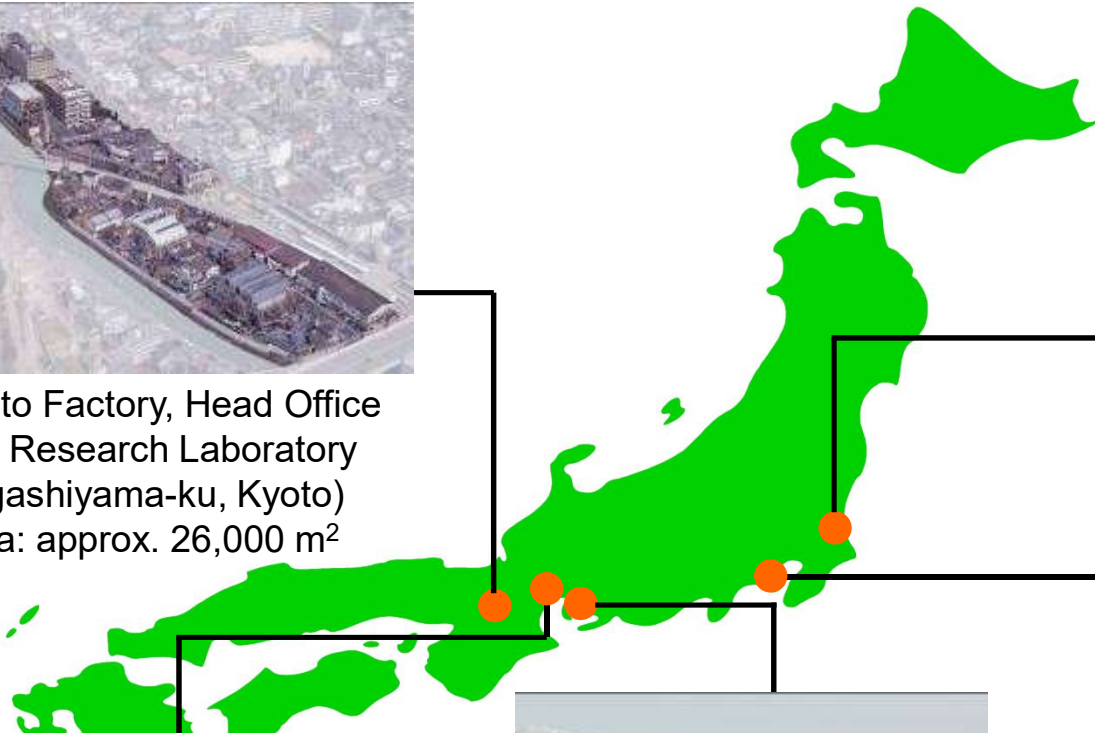 to Factory, Head Office
Research Laboratory
gashiyama-ku, Kyoto)
a: approx. 26,000 m²